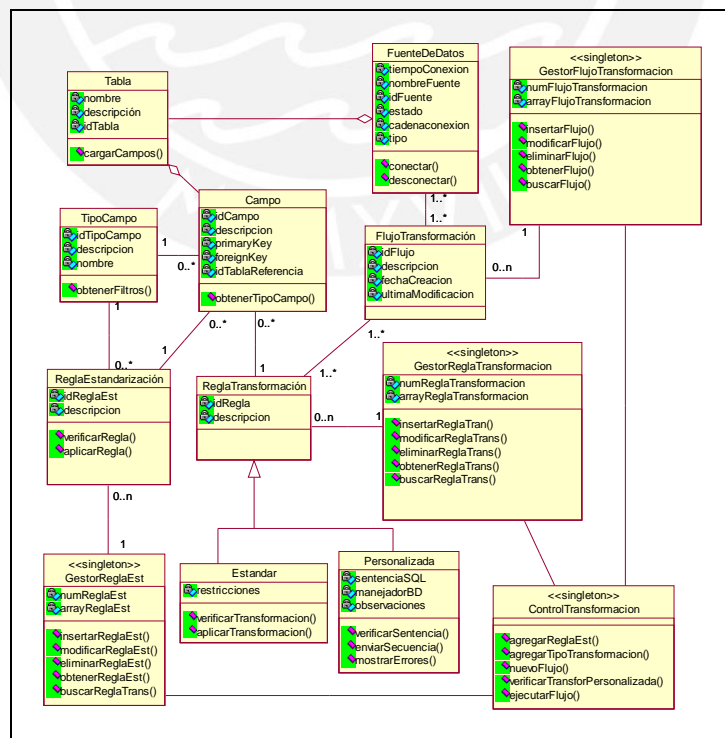 Tabla
nombre
descripción
idTabla
cargarCampos()
FuenteDeDatos
tiempoConexion
nombreFuente
idFuente
estado
cadenaconexion
tipo
conectar()
desconectar()
<<singleton>>
GestorFlujoTransformacion
numFlujoTransformacion
arrayFlujoTransformacion
insertarFlujo()
modificarFlujo()
eliminarFlujo()
obtenerFlujo()
buscarFlujo()
TipoCampo
idTipoCampo
descripcion
nombre
obtenerFiltros()
1
0..*
Campo
idCampo
descripcion
primaryKey
foreignKey
idTablaReferencia
obtenerTipoCampo()
1..*
1..*
FlujoTransformación
idFlujo
descripcion
fechaCreacion
ultimaModificacion
1
0..n
1
0..*
1
0..*
0..*
1
1..*
1..*
ReglaEstandarización
idReglaEst
descripcion
verificarRegla()
aplicarRegla()
ReglaTransformación
idRegla
descripcion
0..n
1
<<singleton>>
GestorReglaTransformacion
numReglaTransformacion
arrayReglaTransformacion
insertarReglaTran()
modificarReglaTrans()
eliminarReglaTrans()
obtenerReglaTrans()
buscarReglaTrans()
0..n
1
<<singleton>>
GestorReglaEst
numReglaEst
arrayReglaEst
insertarReglaEst()
modificarReglaEst()
eliminarReglaEst()
obtenerReglaEst()
buscarReglaTrans()
Estandar
restricciones
verificarTransformacion()
aplicarTransformacion()
Personalizada
sentenciaSQL
manejadorBD
observaciones
verificarSentencia()
enviarSecuencia()
mostrarErrores()
<<singleton>>
ControlTransformacion
agregarReglaEst()
agregarTipoTransformacion()
nuevoFlujo()
verificarTransforPersonalizada()
ejecutarFlujo()